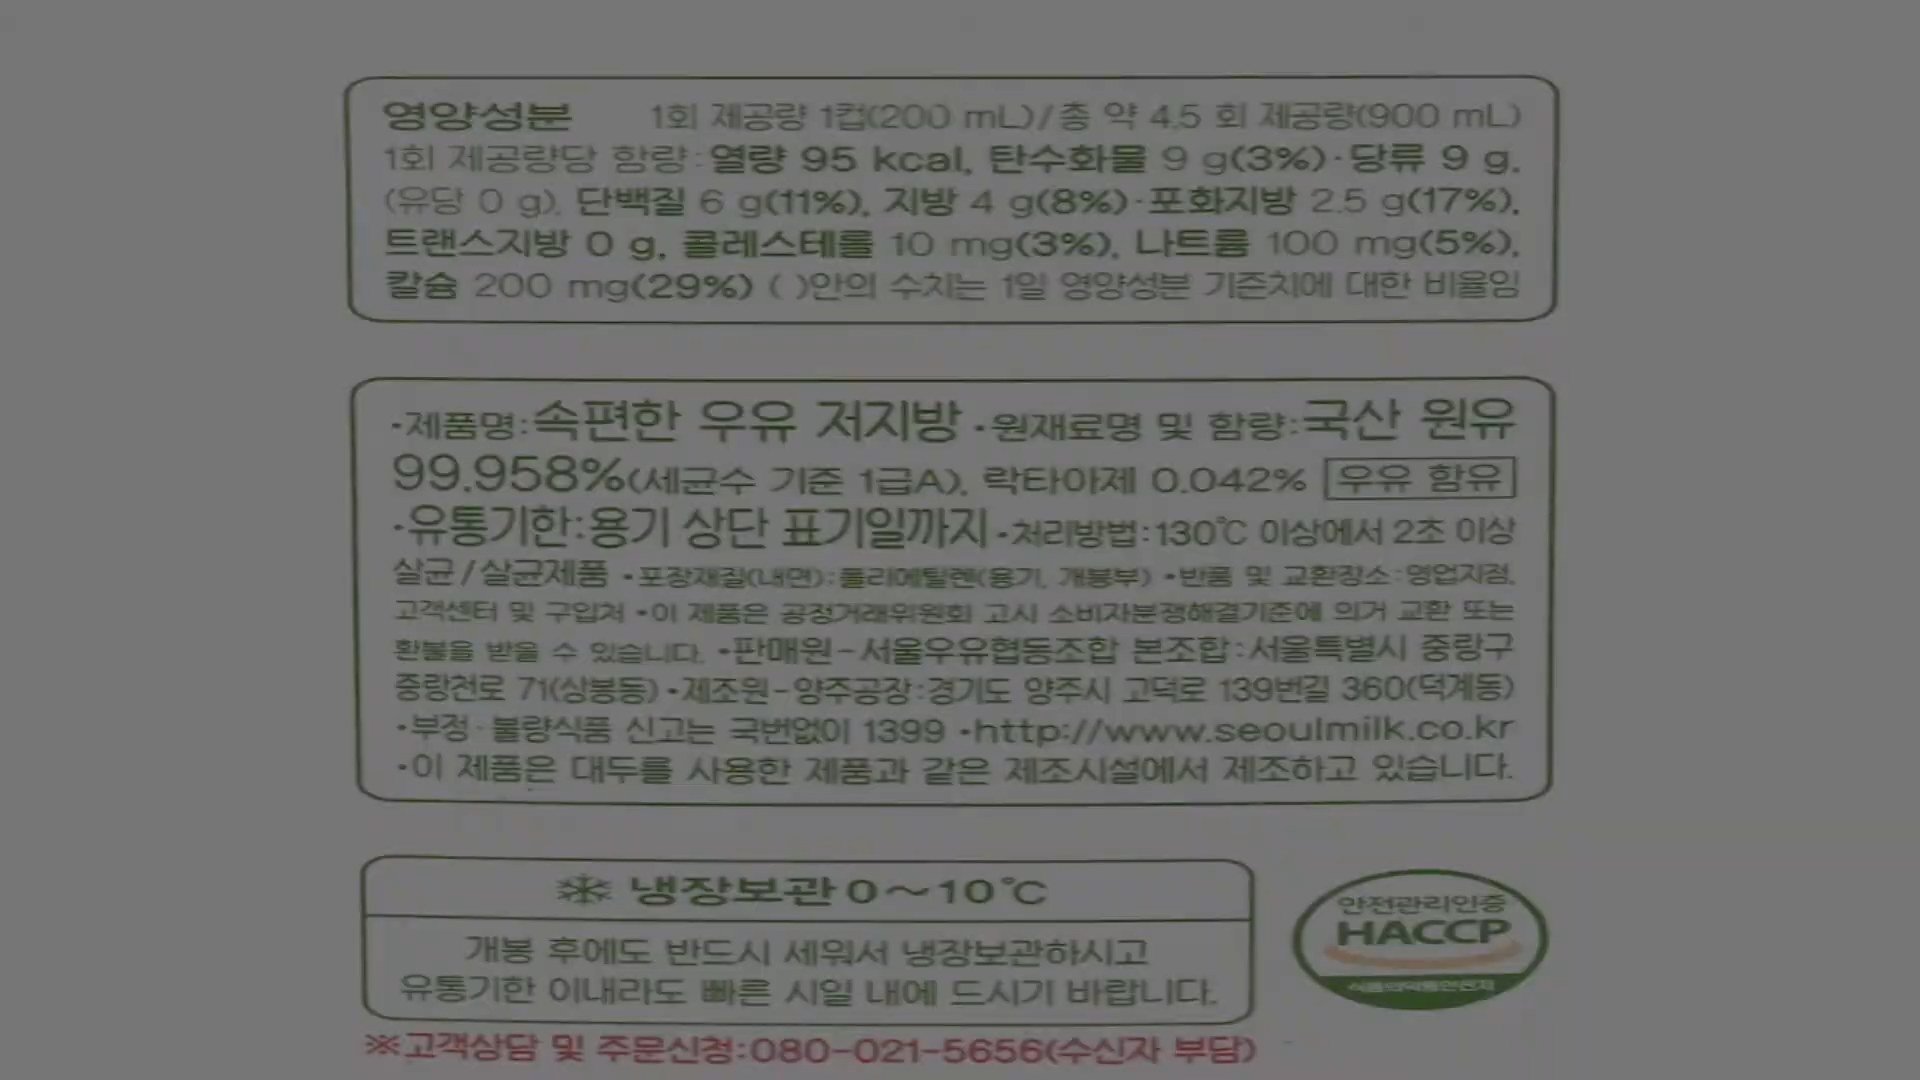 영양성분 1회 제공량 1컵(200 mL)/총 약 4.5 회 제공량(900 mL)
1회 제공량당 함량:열량 95 kcal, 탄수화물 9 g(3%)·당류 9 g,
(유당 0 g), 단백질 6 g(11%), 지방 4 g(8%)·포화지방 2.5 g(17%),
트랜스지방 0 g, 콜레스테롤 10 mg(3%), 나트륨 100 mg(5%),
칼슘 200 mg(29%) ( )안의 수치는 1일 영양성분 기준치에 대한 비율임
•제품명:속편한 우유 저지방 •원재료명 및 함량:국산 원유
99.958%(세균수 기준 1급A), 락타아제 0.042% 우유 함유
•유통기한:용기 상단 표기일까지 •처리방법:130℃ 이상에서 2초 이상
살균/살균제품 •포장재질(내면):폴리에틸렌(용기, 개봉부) •반품 및 교환장소:영업지점,
고객센터 및 구입처 •이 제품은 공정거래위원회 고시 소비자분쟁해결기준에 의거 교환 또는
환불을 받을 수 있습니다. •판매원-서울우유협동조합 본조합:서울특별시 중랑구
중랑천로 71(상봉동) •제조원-양주공장:경기도 양주시 고덕로 139번길 360(덕계동)
•부정·불량식품 신고는 국번없이 1399 •http://www.seoulmilk.co.kr
•이 제품은 대두를 사용한 제품과 같은 제조시설에서 제조하고 있습니다.
냉장보관 0~10℃
개봉 후에도 반드시 세워서 냉장보관하시고
유통기한 이내라도 빠른 시일 내에 드시기 바랍니다.
안전관리인증
HACCP
식품의약품안전처
※고객상담 및 주문신청:080-021-5656(수신자 부담)